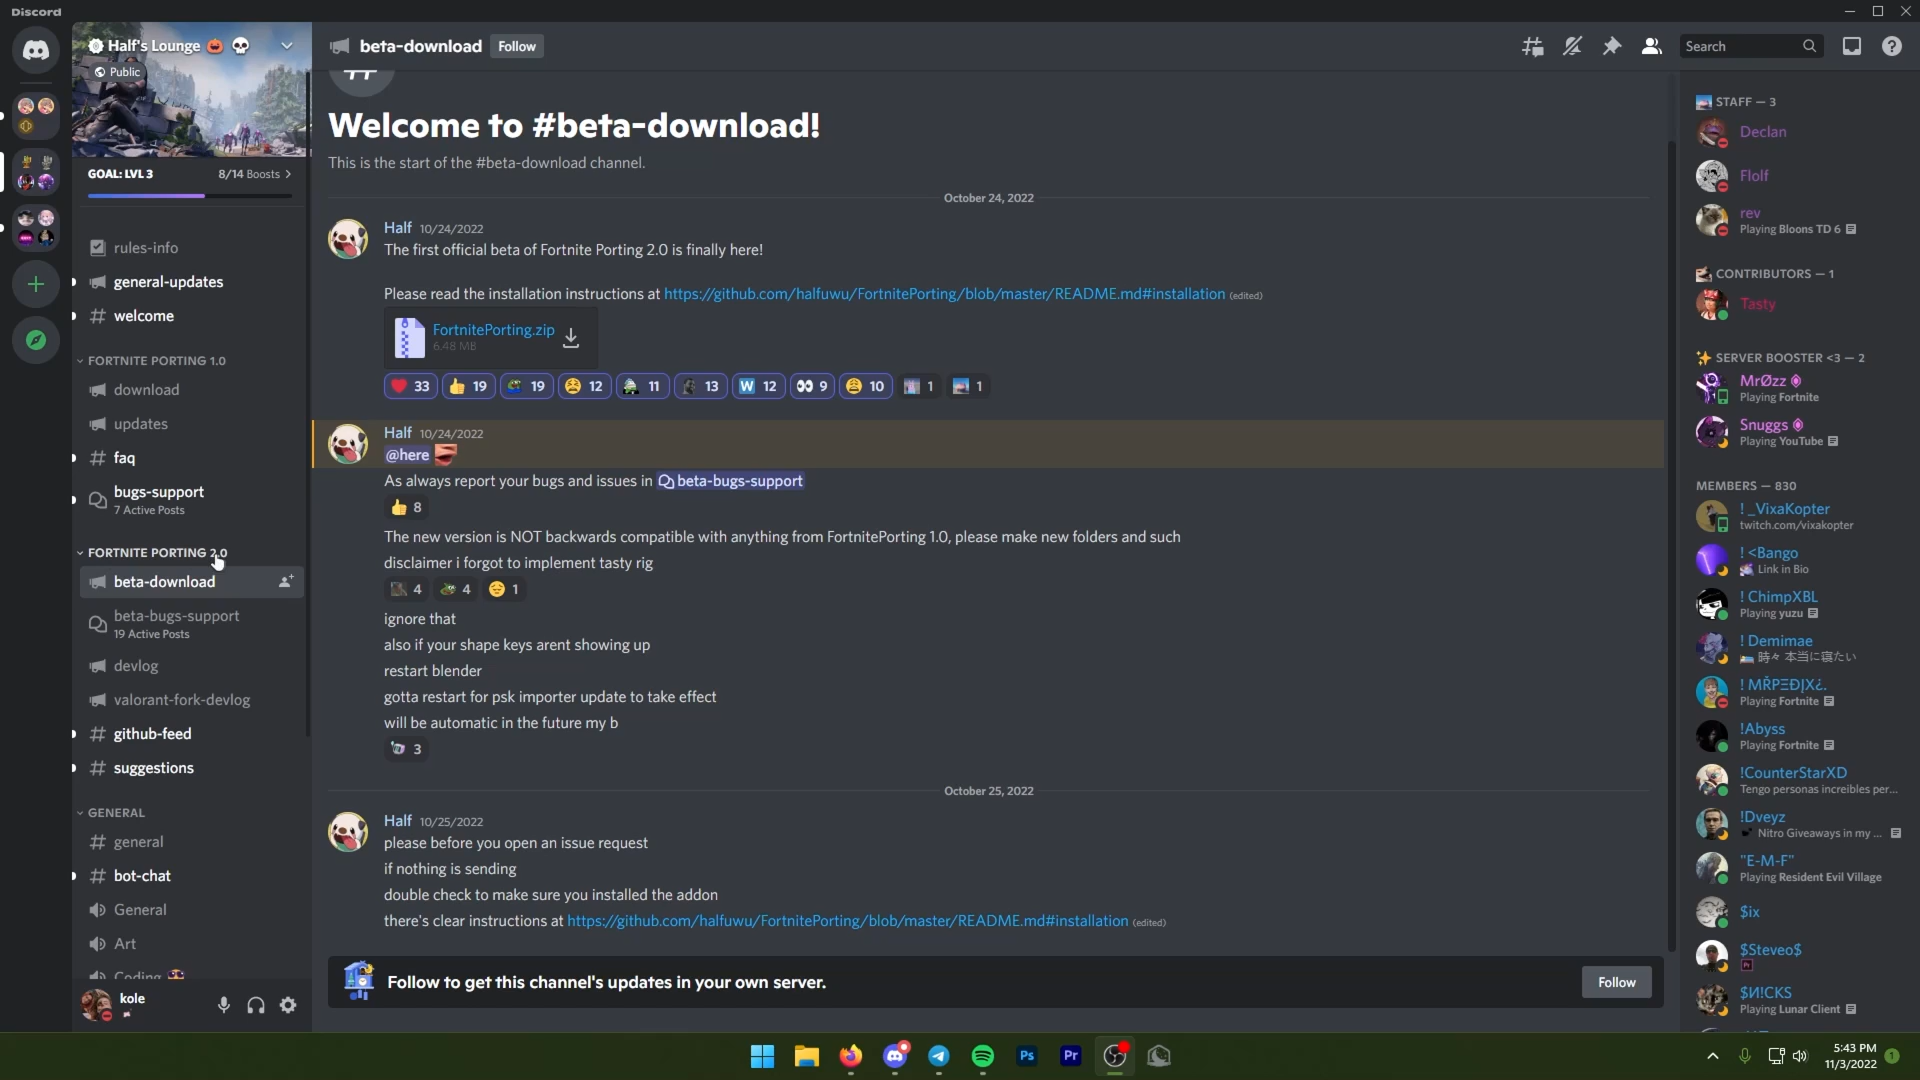 Discord
Half's Lounge
Public
GOAL: LVL 3
8/14 Boosts
rules-info
general-updates
welcome
FORTNITE PORTING 1.0
download
updates
faq
bugs-support
7 Active Posts
FORTNITE PORTING 2.0
beta-download
beta-bugs-support
19 Active Posts
devlog
valorant-fork-devlog
github-feed
suggestions
GENERAL
general
bot-chat
General
Art
Coding
kole
beta-download
Follow
Search
Welcome to #beta-download!
This is the start of the #beta-download channel.
October 24, 2022
Half 10/24/2022
The first official beta of Fortnite Porting 2.0 is finally here!
Please read the installation instructions at https://github.com/halfuwu/FortnitePorting/blob/master/README.md#installation (edited)
FortnitePorting.zip
6.48 MB
33 19 19 12 11 13 W 12 9 10 1 1
Half 10/24/2022
@here
As always report your bugs and issues in beta-bugs-support
8
The new version is NOT backwards compatible with anything from FortnitePorting 1.0, please make new folders and such
disclaimer i forgot to implement tasty rig
4 4 1
ignore that
also if your shape keys arent showing up
restart blender
gotta restart for psk importer update to take effect
will be automatic in the future my b
3
October 25, 2022
Half 10/25/2022
please before you open an issue request
if nothing is sending
double check to make sure you installed the addon
there's clear instructions at https://github.com/halfuwu/FortnitePorting/blob/master/README.md#installation (edited)
Follow to get this channel's updates in your own server.
Follow
STAFF — 3
Declan
Flolf
rev
Playing Bloons TD 6
CONTRIBUTORS — 1
Tasty
SERVER BOOSTER <3 — 2
MrØzz
Playing Fortnite
Snuggs
Playing YouTube
MEMBERS — 830
!_VixaKopter
twitch.com/vixakopter
! <Bango
Link in Bio
! ChimpXBL
Playing yuzu
! Demimae
時々 本当に寝たい
Playing Fortnite
!Abyss
Playing Fortnite
!CounterStarXD
Tengo personas increibles per...
!Dveyz
Nitro Giveaways in my ...
"E-M-F"
Playing Resident Evil Village
$ix
$Steveo$
Pr
$И!CKS
Playing Lunar Client
Ps
Pr
5:43 PM
11/3/2022
1